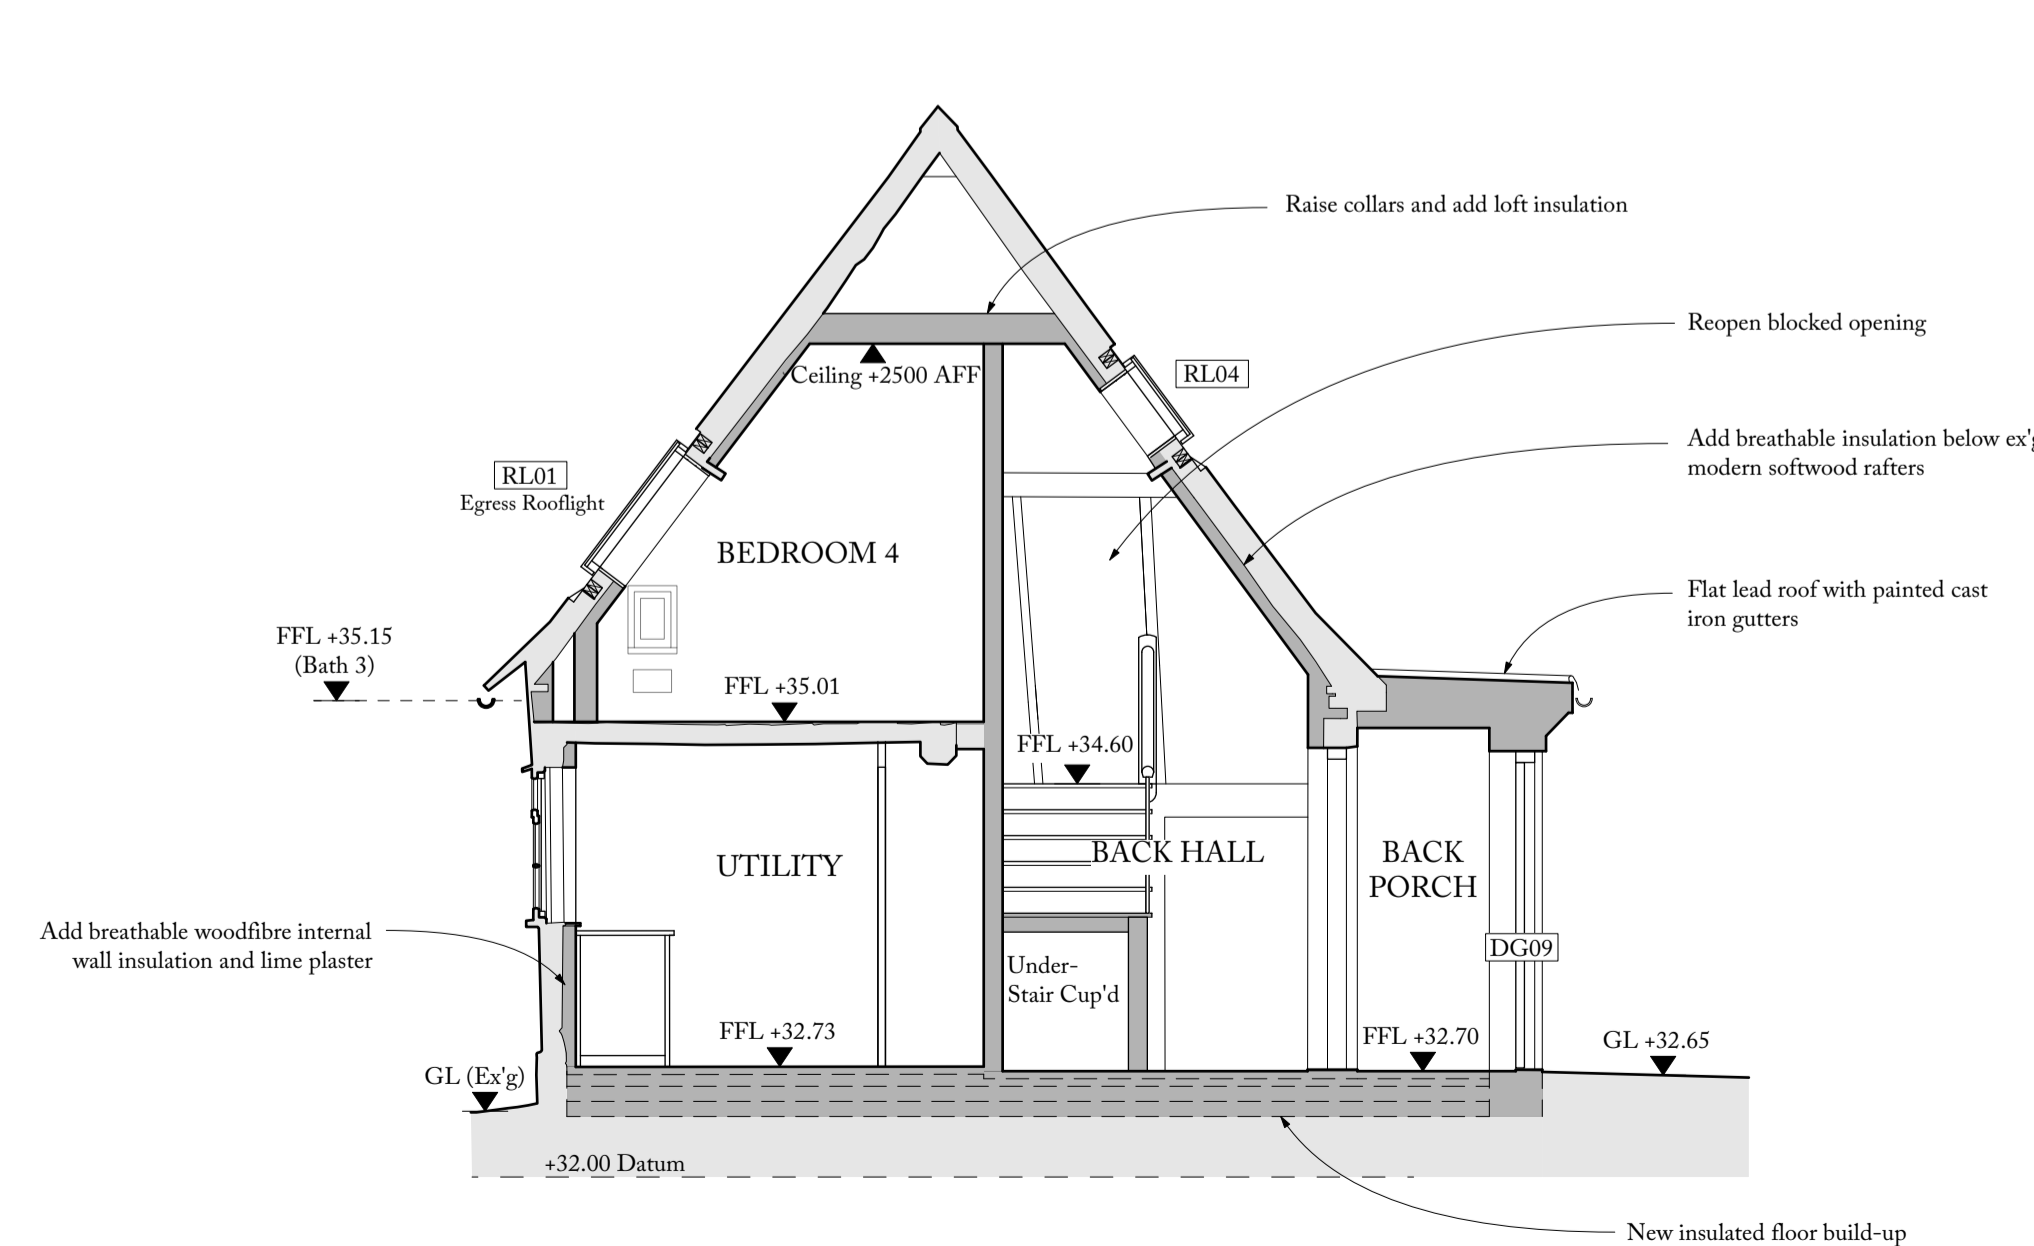 Raise collars and add loft insulation
Reopen blocked opening
Ceiling +2500 AFF
RL04
Add breathable insulation below ex'g
modern softwood rafters
RL01
Egress Rooflight
BEDROOM 4
Flat lead roof with painted cast
iron gutters
FFL +35.15
(Bath 3)
FFL +35.01
FFL +34.60
UTILITY
BACK HALL
BACK
PORCH
Add breathable woodfibre internal
wall insulation and lime plaster
DG09
Under-
Stair Cup'd
FFL +32.73
FFL +32.70
GL +32.65
GL (Ex'g)
+32.00 Datum
New insulated floor build-up